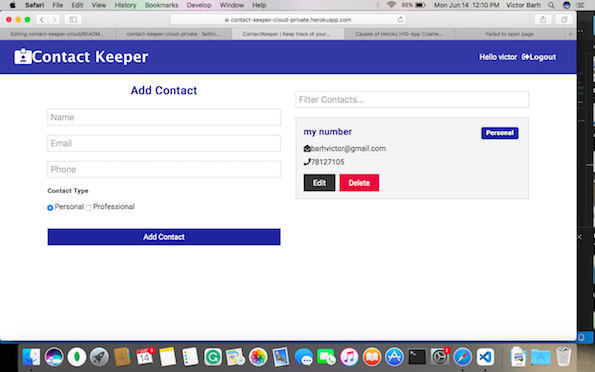 Safari File Edit View History Bookmarks Develop Window Help 85% Mon Jun 14 12:10 PM Victor Barh
contact-keeper-cloud-private.herokuapp.com
Editing contact-keeper-cloud/README... contact-keeper-cloud-private - Settin... ContactKeeper | Keep track of your... Causes of Heroku H10-App Crashe... Failed to open page
Contact Keeper Hello victor Logout
Add Contact
Name
Email
Phone
Contact Type
Personal Professional
Add Contact
Filter Contacts...
my number Personal
barhvictor@gmail.com
78127105
Edit Delete
14